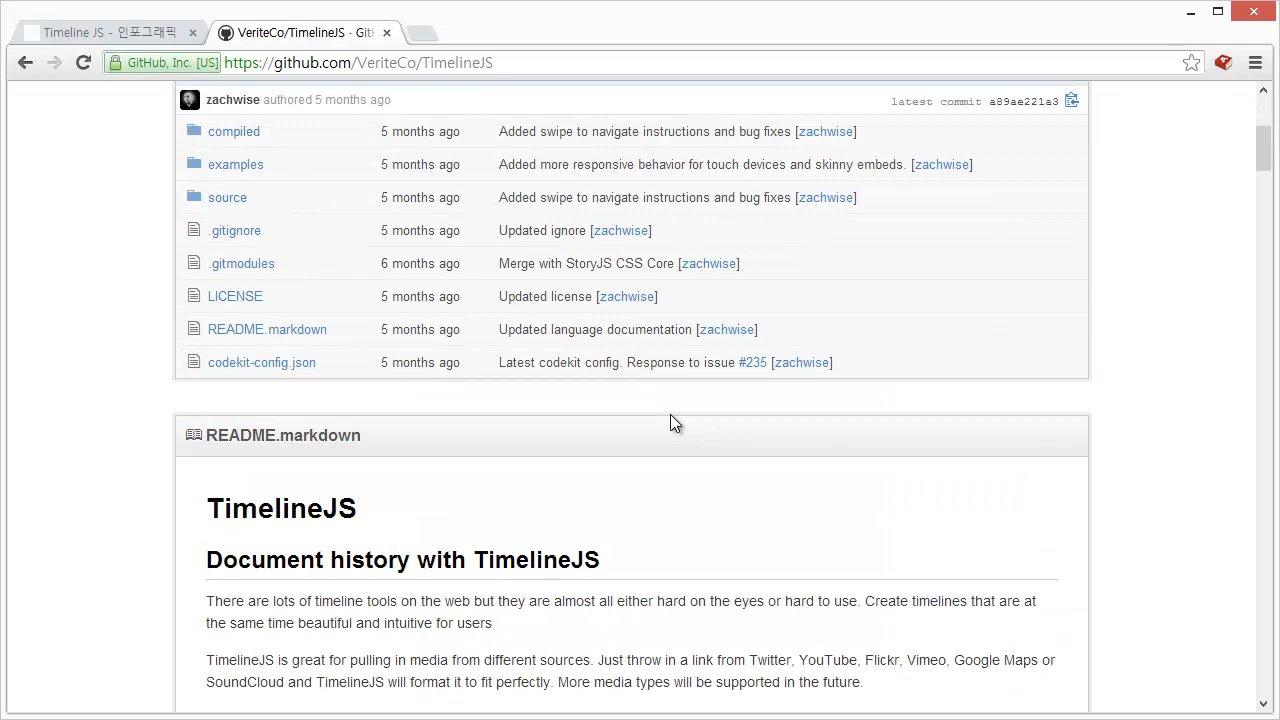 Timeline JS - 인포그래픽
VeriteCo/TimelineJS · Git
GitHub, Inc. [US] https://github.com/VeriteCo/TimelineJS
zachwise authored 5 months ago latest commit a89ae221a3
compiled 5 months ago Added swipe to navigate instructions and bug fixes [zachwise]
examples 5 months ago Added more responsive behavior for touch devices and skinny embeds. [zachwise]
source 5 months ago Added swipe to navigate instructions and bug fixes [zachwise]
.gitignore 5 months ago Updated ignore [zachwise]
.gitmodules 6 months ago Merge with StoryJS CSS Core [zachwise]
LICENSE 5 months ago Updated license [zachwise]
README.markdown 5 months ago Updated language documentation [zachwise]
codekit-config.json 5 months ago Latest codekit config. Response to issue #235 [zachwise]
README.markdown
TimelineJS
Document history with TimelineJS
There are lots of timeline tools on the web but they are almost all either hard on the eyes or hard to use. Create timelines that are at
the same time beautiful and intuitive for users
TimelineJS is great for pulling in media from different sources. Just throw in a link from Twitter, YouTube, Flickr, Vimeo, Google Maps or
SoundCloud and TimelineJS will format it to fit perfectly. More media types will be supported in the future.